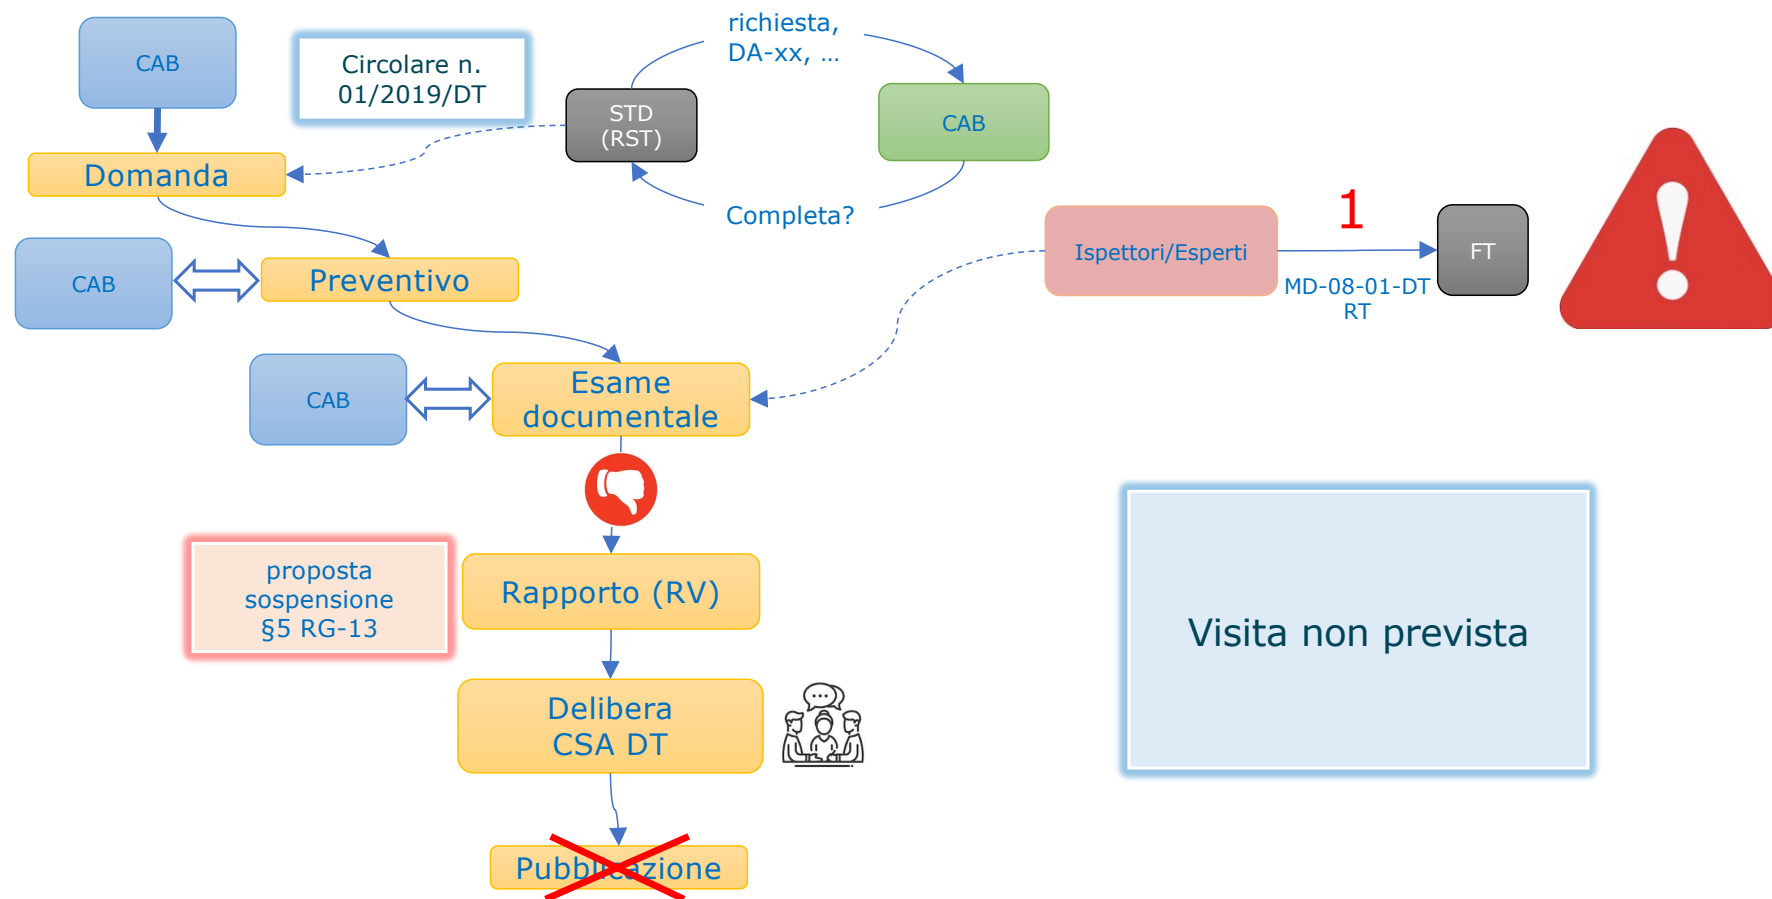 CAB
Circolare n.
01/2019/DT
richiesta,
DA-xx, ...
STD
(RST)
CAB
Completa?
Domanda
CAB
Preventivo
Ispettori/Esperti
1
MD-08-01-DT
RT
FT
CAB
Esame
documentale
proposta
sospensione
§5 RG-13
Rapporto (RV)
Visita non prevista
Delibera
CSA DT
Pubblicazione